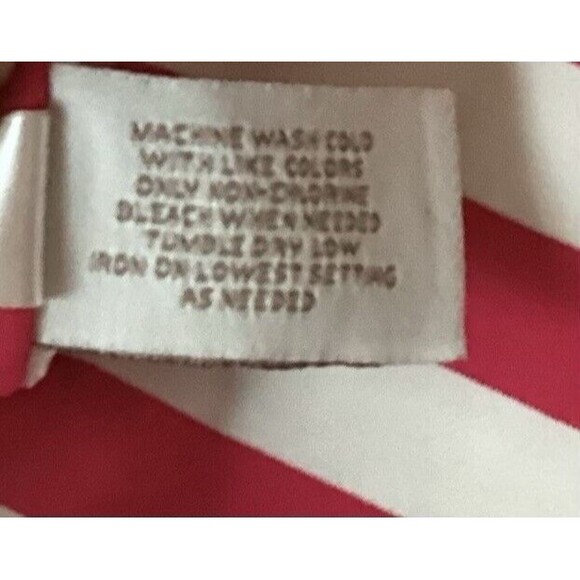 MACHINE WASH COLD
WITH LIKE COLORS
ONLY NON-CHLORINE
BLEACH WHEN NEEDED
TUMBLE DRY LOW
IRON ON LOWEST SETTING
AS NEEDED